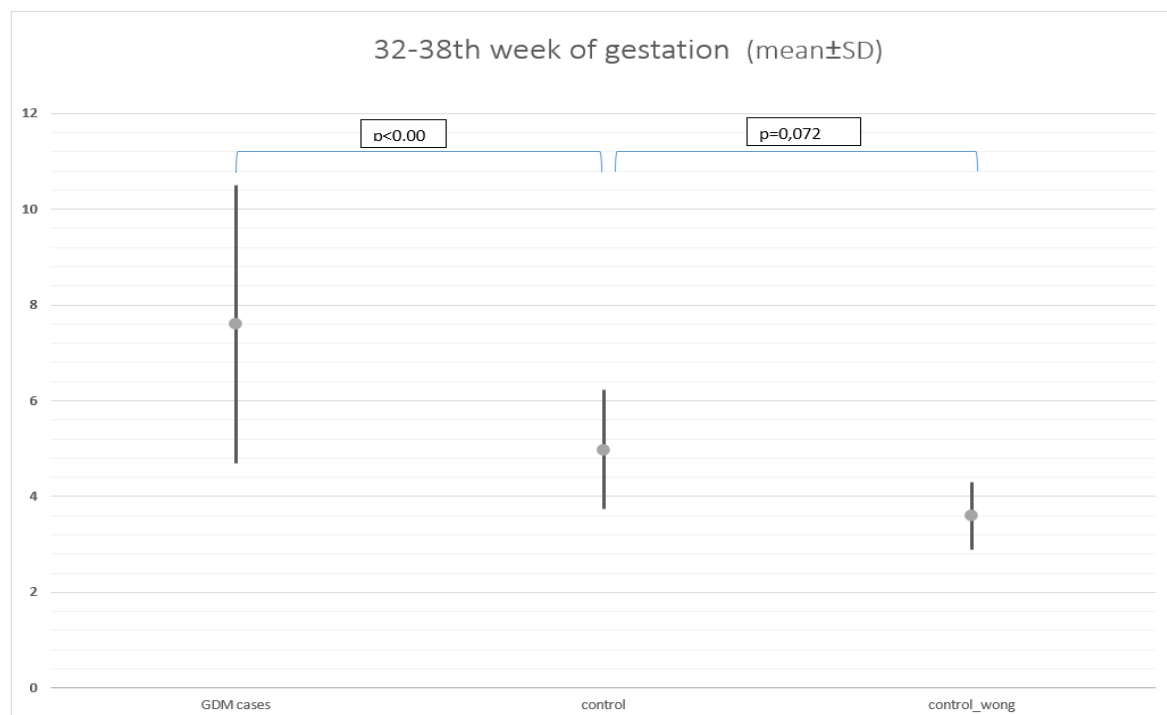 32-38th week of gestation (mean±SD)
12
p<0.00
p=0,072
10
8
6
4
2
0
GDM cases
control
control_wong